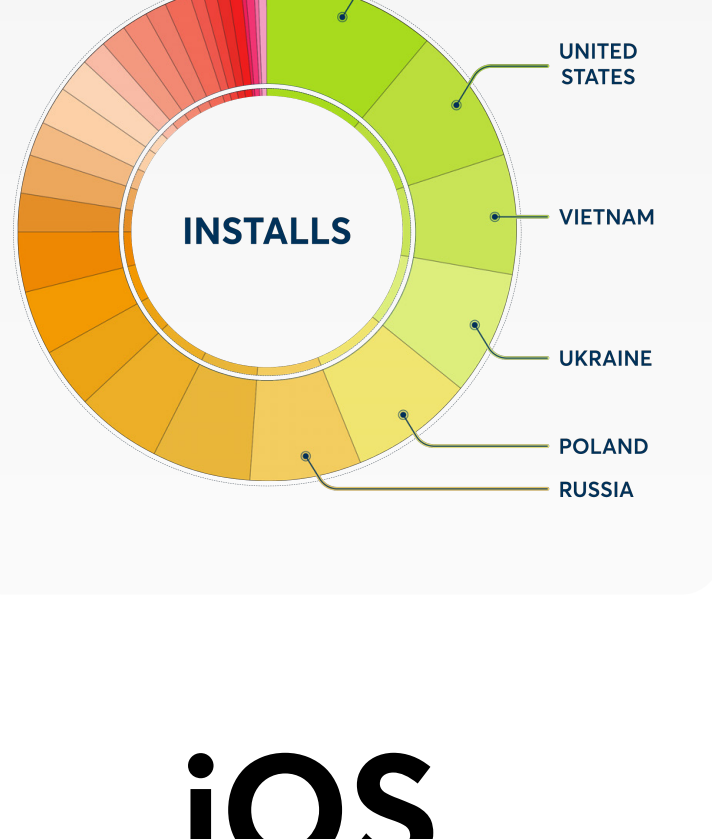 UNITED
STATES
INSTALLS
VIETNAM
UKRAINE
POLAND
RUSSIA
iOS